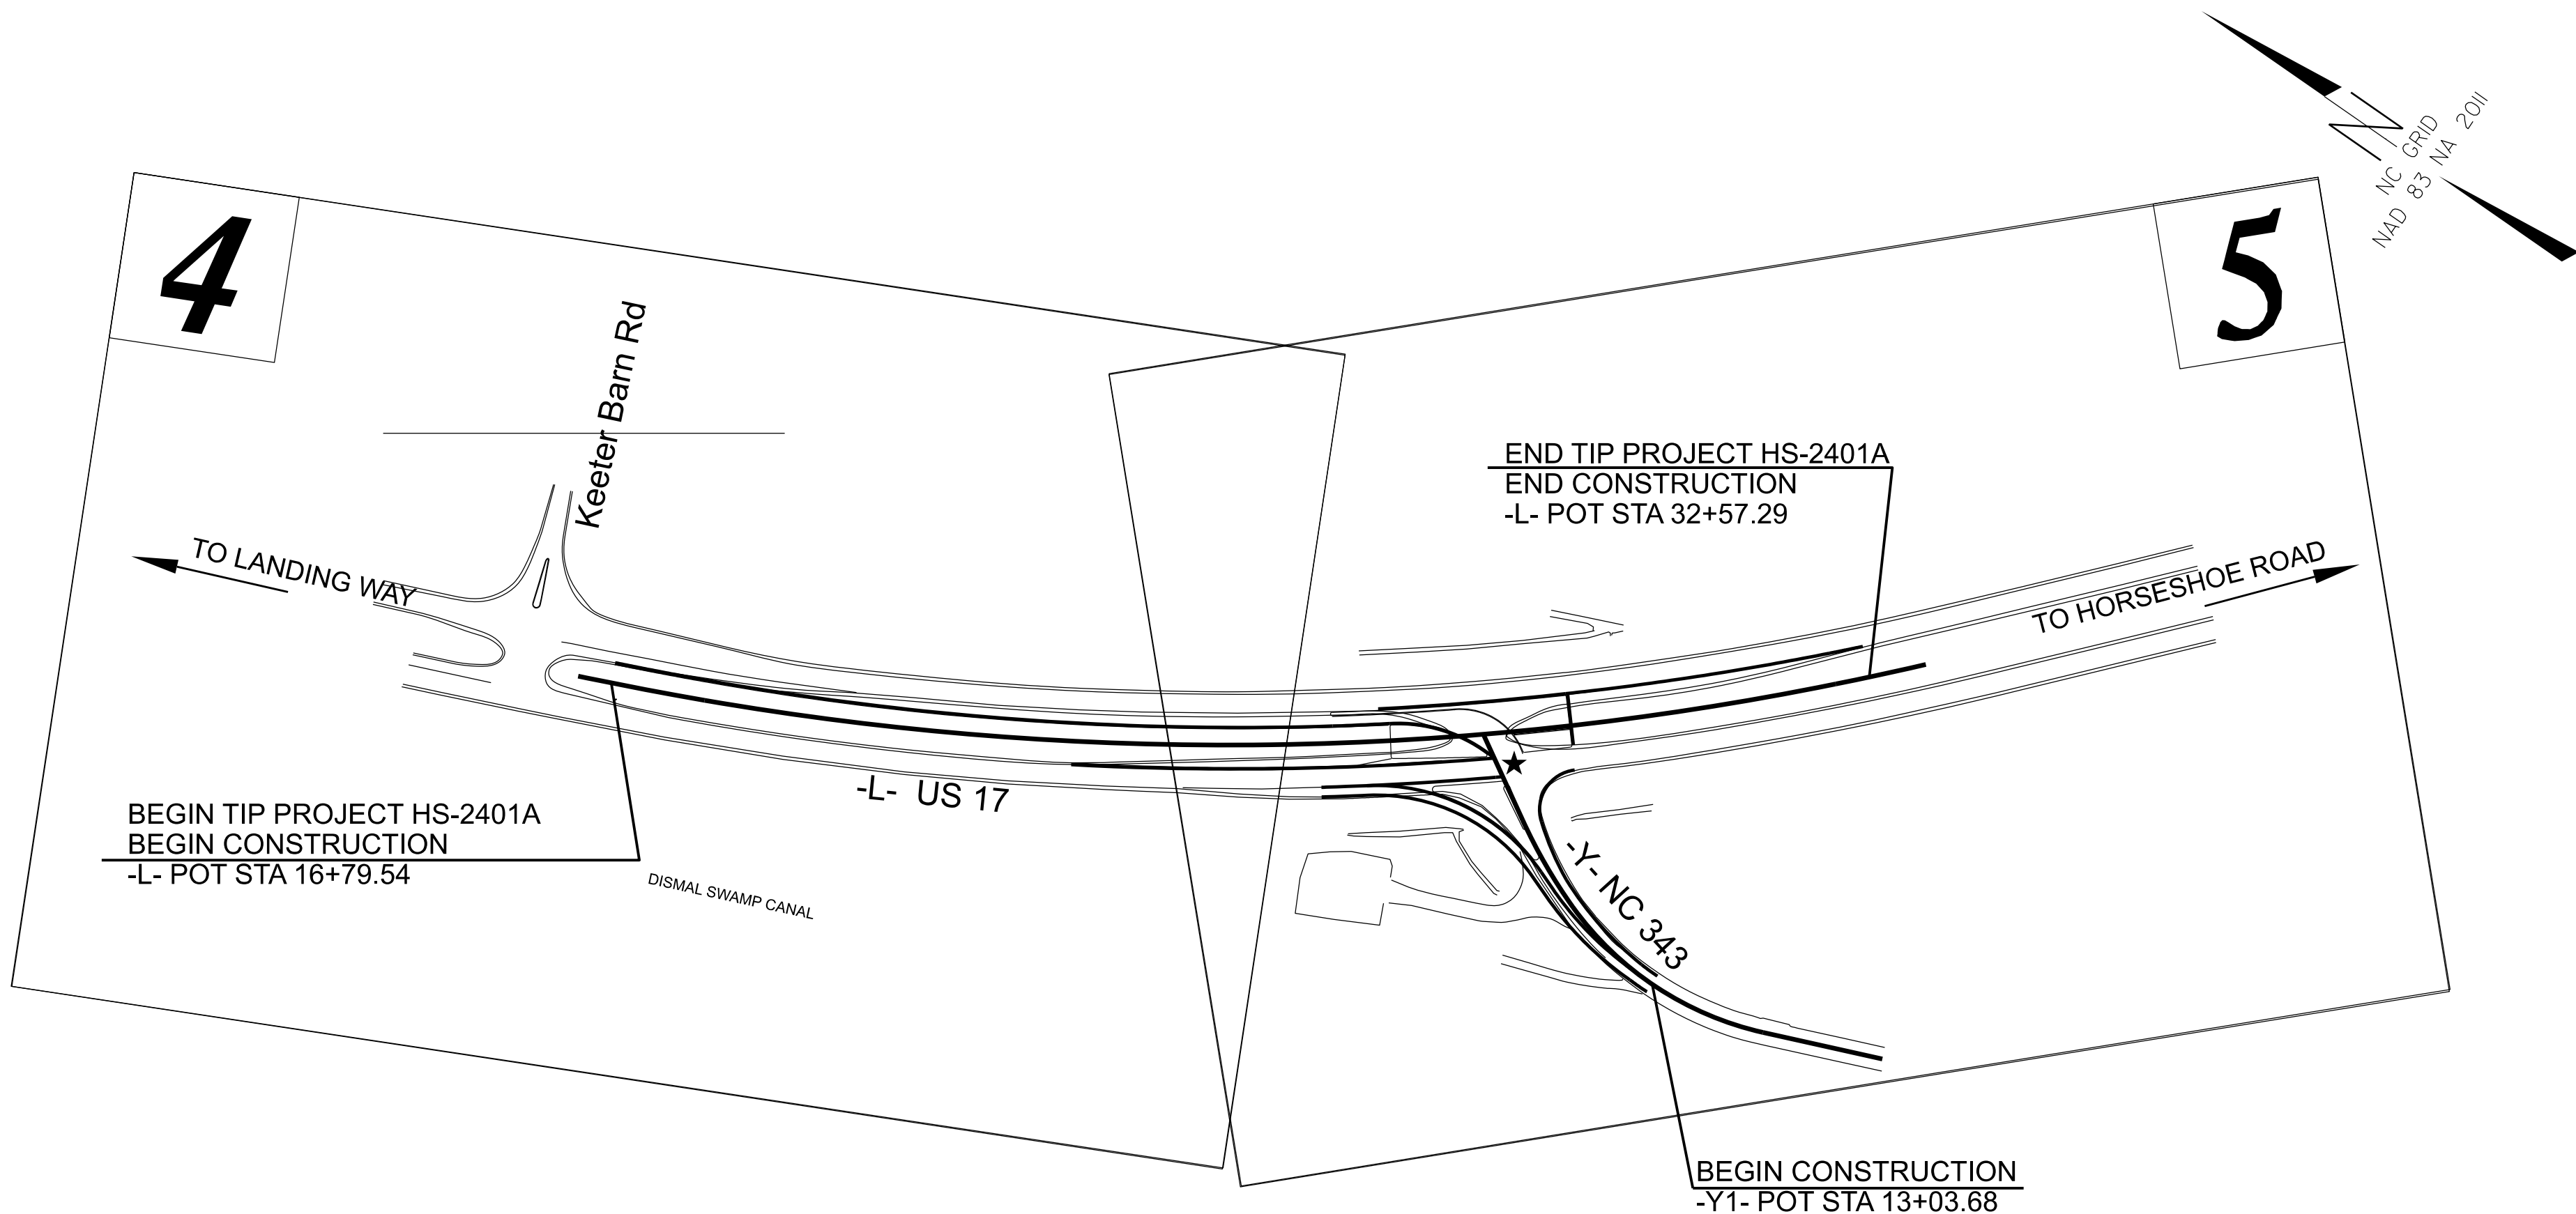 N
NC GRID
NAD 83 NA 2011
4
5
Keeter Barn Rd
END TIP PROJECT HS-2401A
END CONSTRUCTION
-L- POT STA 32+57.29
TO LANDING WAY
TO HORSESHOE ROAD
-L- US 17
BEGIN TIP PROJECT HS-2401A
BEGIN CONSTRUCTION
-L- POT STA 16+79.54
DISMAL SWAMP CANAL
-Y- NC 343
BEGIN CONSTRUCTION
-Y1- POT STA 13+03.68